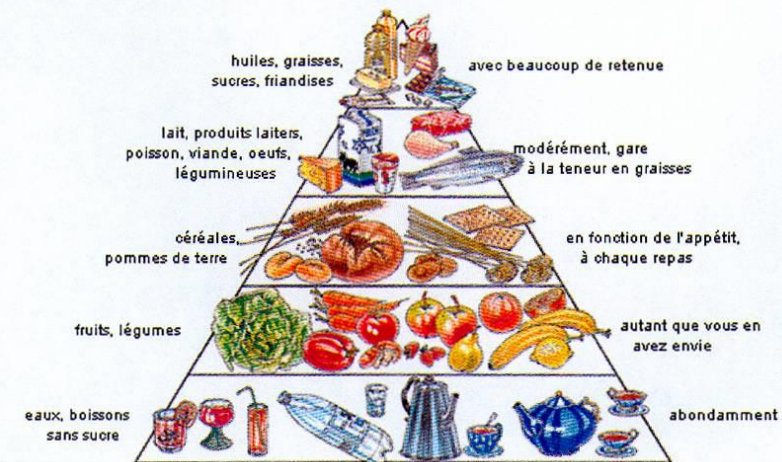 huiles, graisses,
sucres, friandises
avec beaucoup de retenue
lait, produits laiters,
poisson, viande, oeufs,
légumineuses
modérément, gare
à la teneur en graisses
céréales,
pommes de terre
en fonction de l'appétit,
à chaque repas
fruits, légumes
autant que vous en
avez envie
eaux, boissons
sans sucre
abondamment